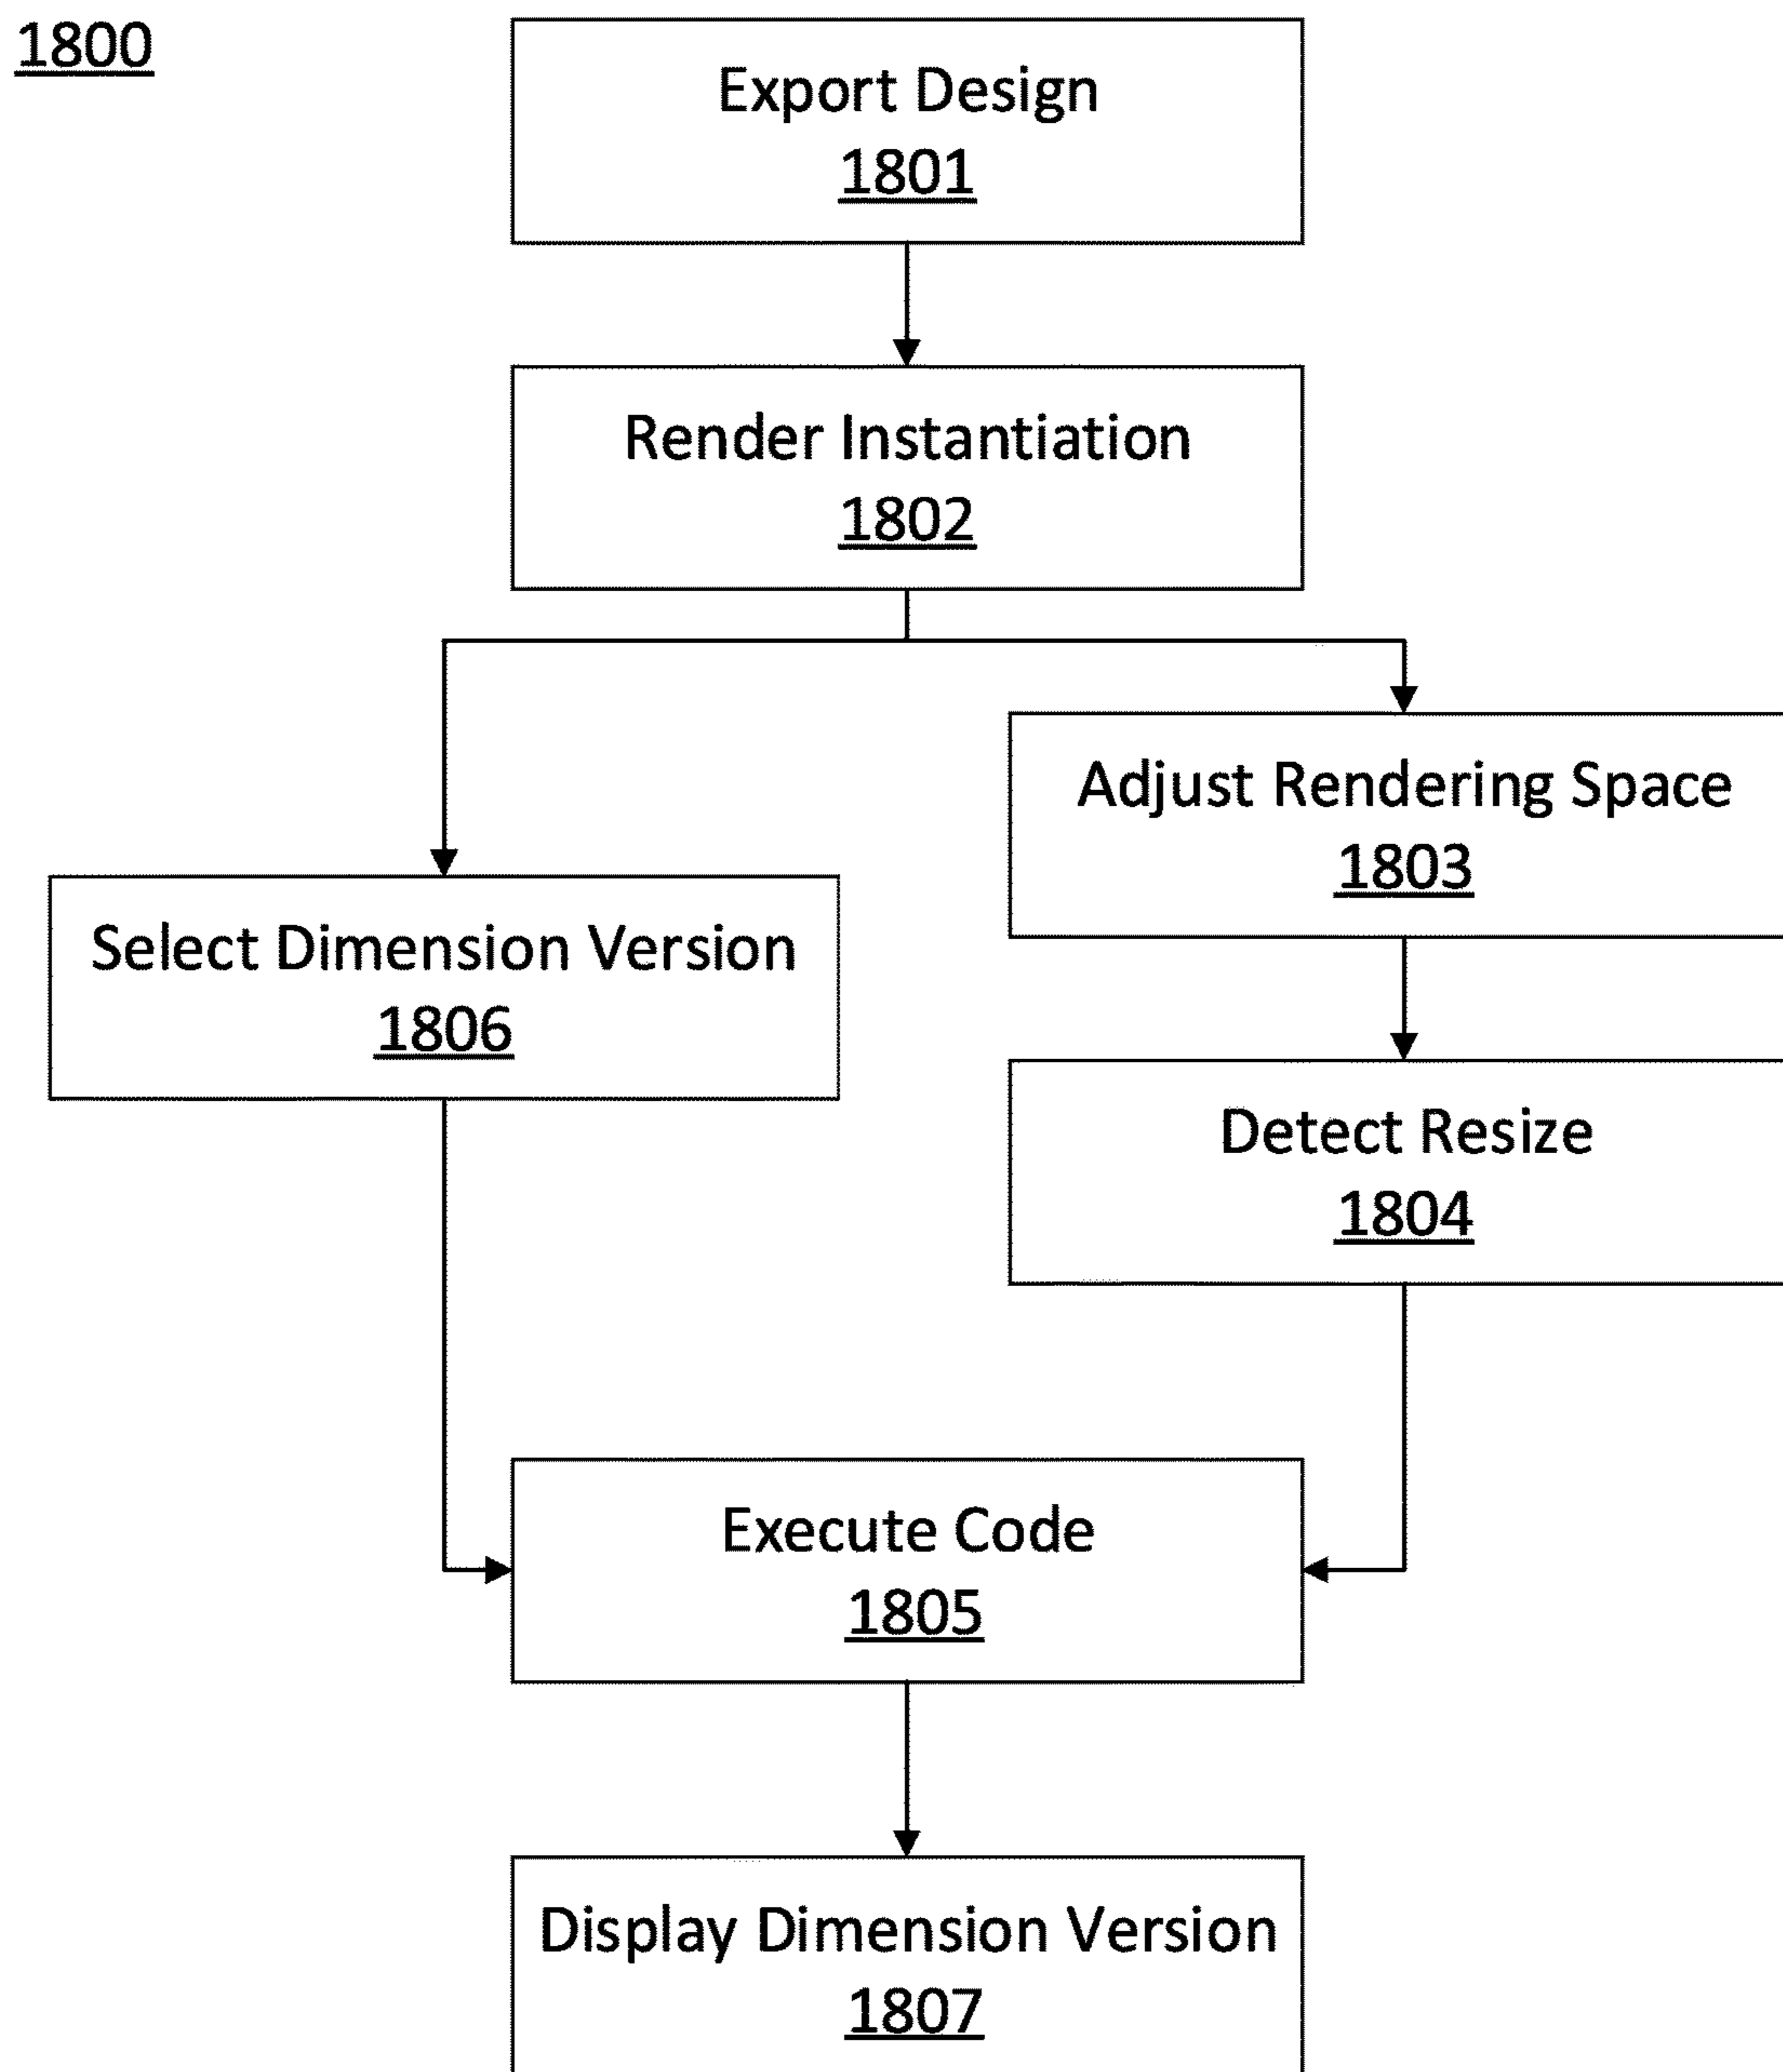 1800
Export Design
1801
Render Instantiation
1802
Adjust Rendering Space
1803
Select Dimension Version
1806
Detect Resize
1804
Execute Code
1805
Display Dimension Version
1807